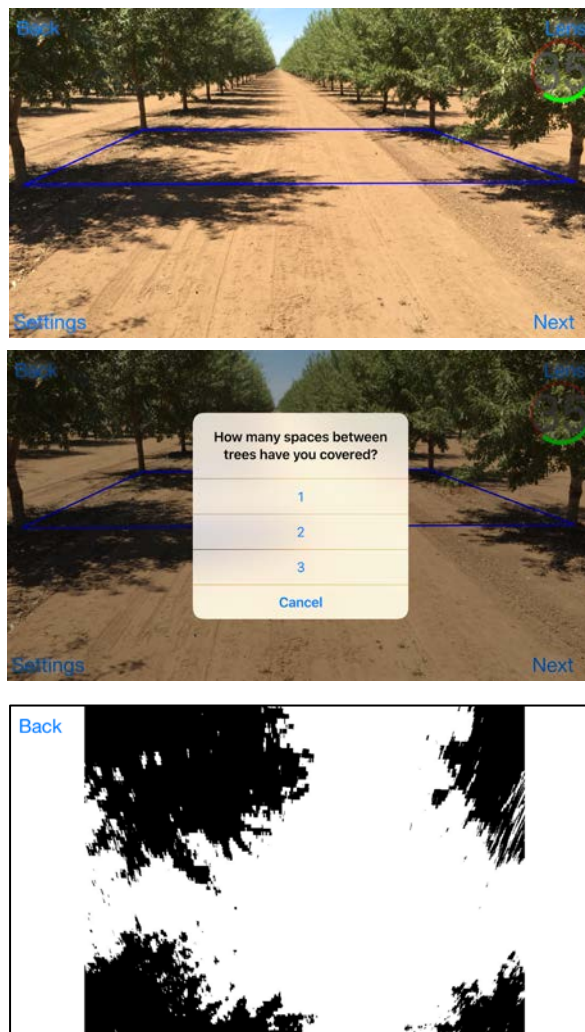 Back
Lens
Settings
Next
Back
Lens
How many spaces between
trees have you covered?
1
2
3
Cancel
Settings
Next
Back